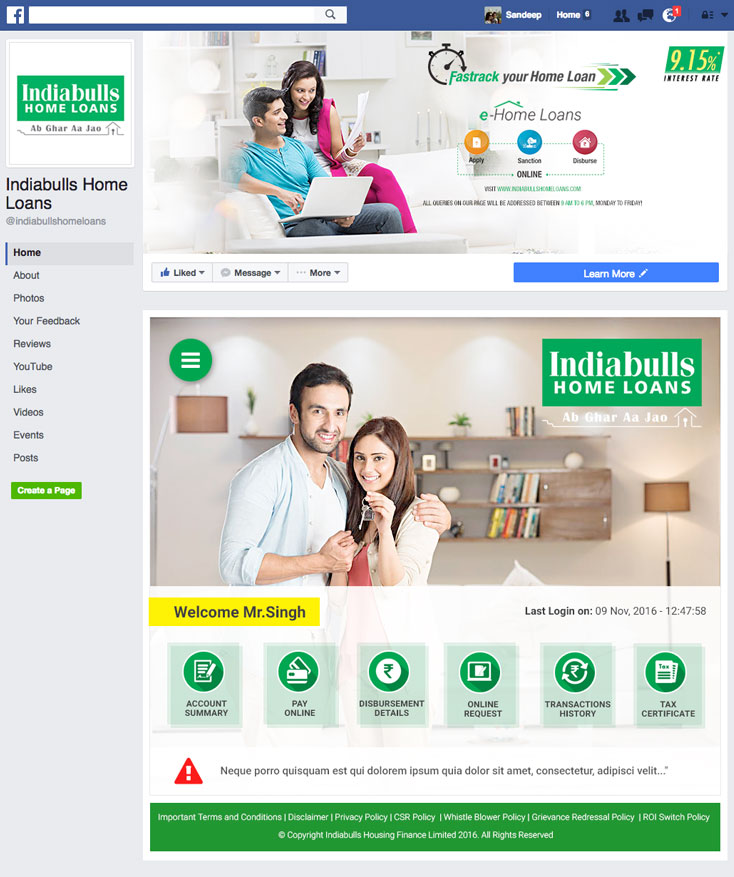 Sandeep
Home 6
1
Indiabulls
HOME LOANS
Ab Ghar Aa Jao
Indiabulls Home
Loans
@indiabullshomeloans
Home
About
Photos
Your Feedback
Reviews
YouTube
Likes
Videos
Events
Posts
Create a Page
Fastrack your Home Loan
9.15%*
INTEREST RATE
e-Home Loans
Apply
Sanction
Disburse
ONLINE
VISIT WWW.INDIABULLSHOMELOANS.COM
ALL QUERIES ON OUR PAGE WILL BE ADDRESSED BETWEEN 9 AM TO 6 PM, MONDAY TO FRIDAY!
Liked
Message
More
Learn More
Indiabulls
HOME LOANS
Ab Ghar Aa Jao
Welcome Mr.Singh
Last Login on: 09 Nov, 2016 - 12:47:58
ACCOUNT
SUMMARY
PAY
ONLINE
DISBURSEMENT
DETAILS
ONLINE
REQUEST
TRANSACTIONS
HISTORY
Tax
TAX
CERTIFICATE
Neque porro quisquam est qui dolorem ipsum quia dolor sit amet, consectetur, adipisci velit..."
Important Terms and Conditions | Disclaimer | Privacy Policy | CSR Policy | Whistle Blower Policy | Grievance Redressal Policy | ROI Switch Policy
© Copyright Indiabulls Housing Finance Limited 2016. All Rights Reserved